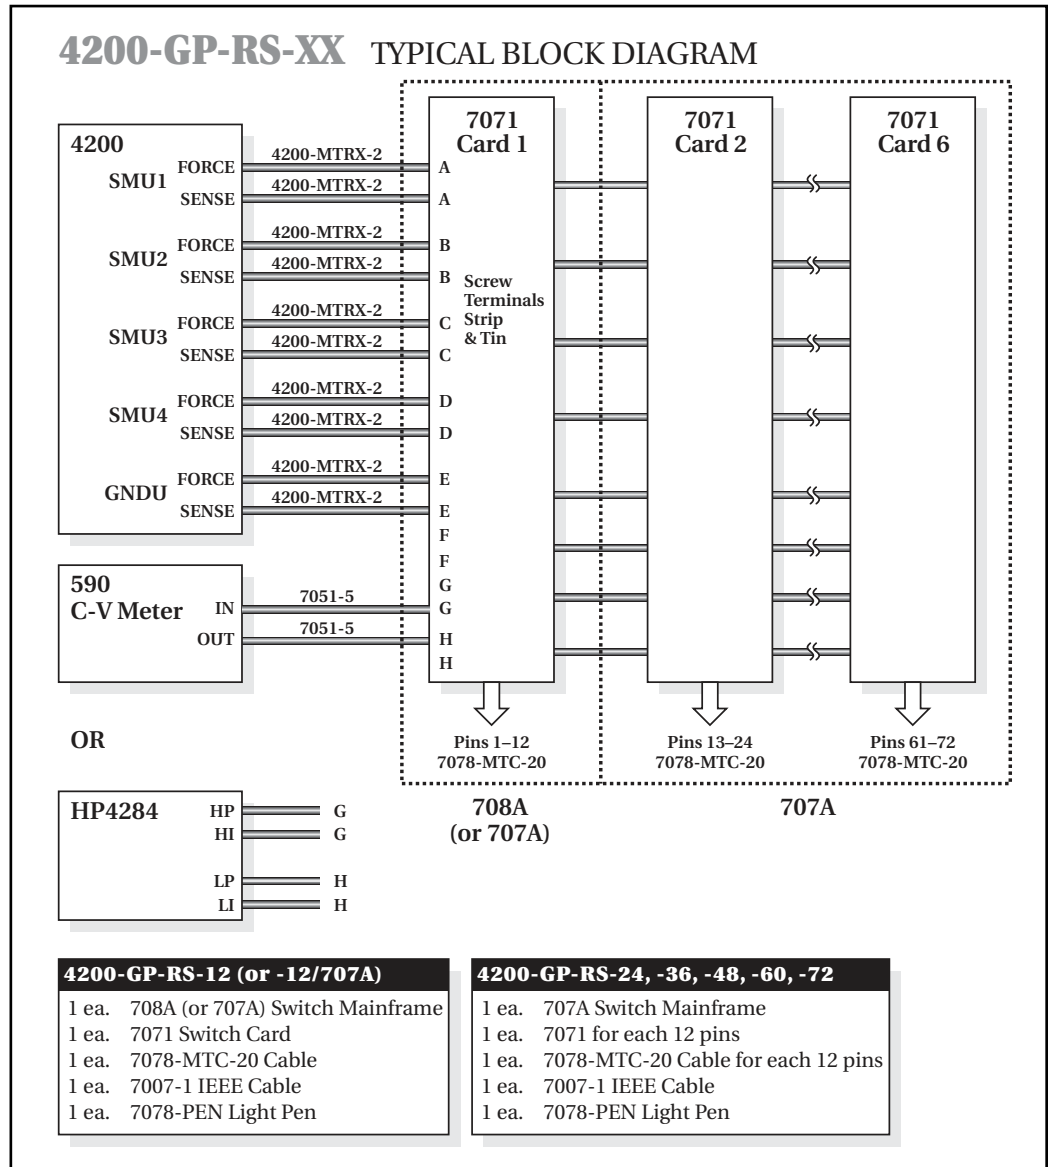 4200-GP-RS-XX TYPICAL BLOCK DIAGRAM
4200
SMU1
FORCE
4200-MTRX-2
A
SENSE
4200-MTRX-2
A
SMU2
FORCE
4200-MTRX-2
B
SENSE
4200-MTRX-2
B
SMU3
FORCE
4200-MTRX-2
C
SENSE
4200-MTRX-2
C
SMU4
FORCE
4200-MTRX-2
D
SENSE
4200-MTRX-2
D
GNDU
FORCE
4200-MTRX-2
E
SENSE
4200-MTRX-2
E
F
F
G
590
C-V Meter
IN
7051-5
G
OUT
7051-5
H
H
7071
Card 1
Screw
Terminals
Strip
& Tin
Pins 1–12
7078-MTC-20
7071
Card 2
Pins 13–24
7078-MTC-20
7071
Card 6
Pins 61–72
7078-MTC-20
708A
(or 707A)
707A
OR
HP4284
HP
G
HI
G
LP
H
LI
H
4200-GP-RS-12 (or -12/707A)
1 ea. 708A (or 707A) Switch Mainframe
1 ea. 7071 Switch Card
1 ea. 7078-MTC-20 Cable
1 ea. 7007-1 IEEE Cable
1 ea. 7078-PEN Light Pen
4200-GP-RS-24, -36, -48, -60, -72
1 ea. 707A Switch Mainframe
1 ea. 7071 for each 12 pins
1 ea. 7078-MTC-20 Cable for each 12 pins
1 ea. 7007-1 IEEE Cable
1 ea. 7078-PEN Light Pen